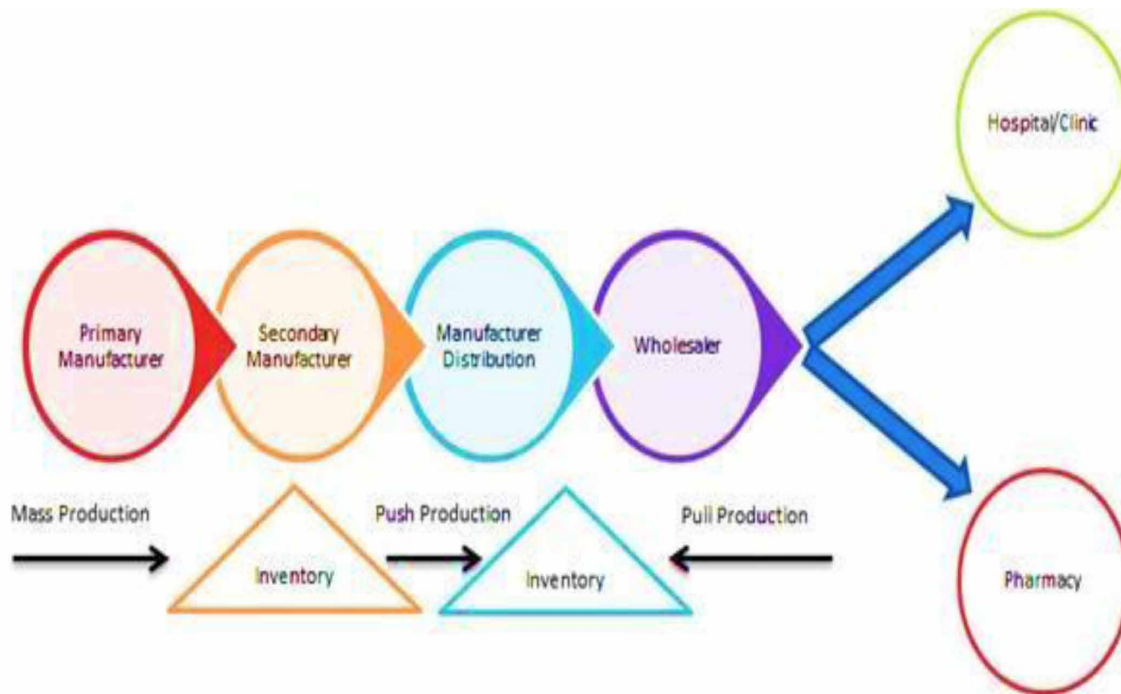 Hospital/Clinic
Primary
Manufacturer
Secondary
Manufacturer
Manufacturer
Distribution
Wholesaler
Mass Production
Push Production
Pull Production
Inventory
Inventory
Pharmacy